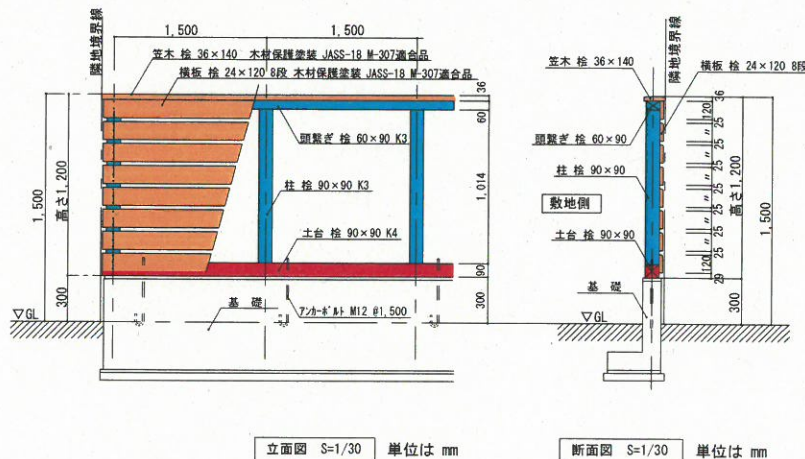 隣地境界線
1,500
1,500
笠木 桧 36×140 木材保護塗装 JASS-18 M-307適合品
横板 桧 24×120 8段 木材保護塗装 JASS-18 M-307適合品
36
60
頭繋ぎ 桧 60×90 K3
柱 桧 90×90 K3
1,014
土台 桧 90×90 K4
90
300
1,500
高さ1,200
300
▽GL
基礎
アンカーボルト M12 @1,500
立面図 S=1/30
単位は mm
隣地境界線
笠木 桧 36×140
横板 桧 24×120 8段
頭繋ぎ 桧 60×90
柱 桧 90×90
敷地側
土台 桧 90×90
基礎
▽GL
36
120
25
〃
25
〃
25
〃
25
〃
25
〃
25
〃
25
120
29
高さ1,200
300
1,500
断面図 S=1/30
単位は mm